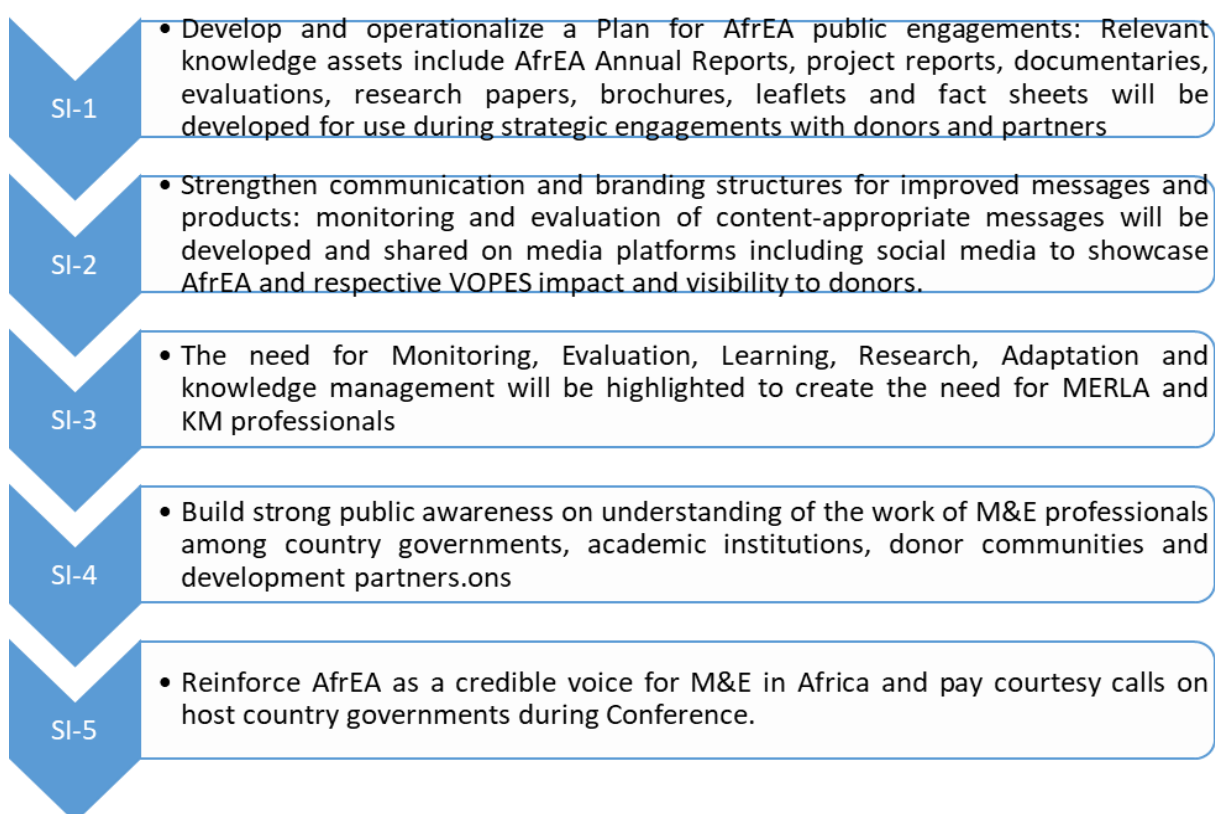 SI-1
• Develop and operationalize a Plan for AfrEA public engagements: Relevant
knowledge assets include AfrEA Annual Reports, project reports, documentaries,
evaluations, research papers, brochures, leaflets and fact sheets will be
developed for use during strategic engagements with donors and partners
SI-2
• Strengthen communication and branding structures for improved messages and
products: monitoring and evaluation of content-appropriate messages will be
developed and shared on media platforms including social media to showcase
AfrEA and respective VOPES impact and visibility to donors.
SI-3
• The need for Monitoring, Evaluation, Learning, Research, Adaptation and
knowledge management will be highlighted to create the need for MERLA and
KM professionals
SI-4
• Build strong public awareness on understanding of the work of M&E professionals
among country governments, academic institutions, donor communities and
development partners.ons
SI-5
• Reinforce AfrEA as a credible voice for M&E in Africa and pay courtesy calls on
host country governments during Conference.